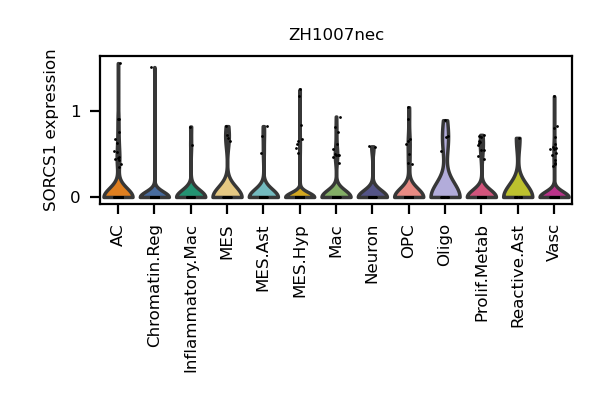 ZH1007nec
SORCS1 expression
1
0
AC
Chromatin.Reg
Inflammatory.Mac
MES
MES.Ast
MES.Hyp
Mac
Neuron
OPC
Oligo
Prolif.Metab
Reactive.Ast
Vasc